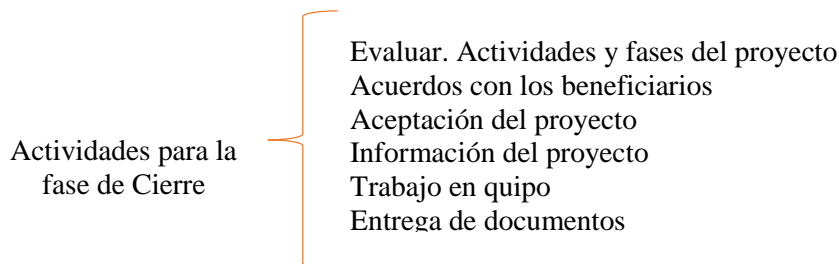 Evaluar. Actividades y fases del proyecto
Acuerdos con los beneficiarios
Aceptación del proyecto
Actividades para la
fase de Cierre
Información del proyecto
Trabajo en quipo
Entrega de documentos